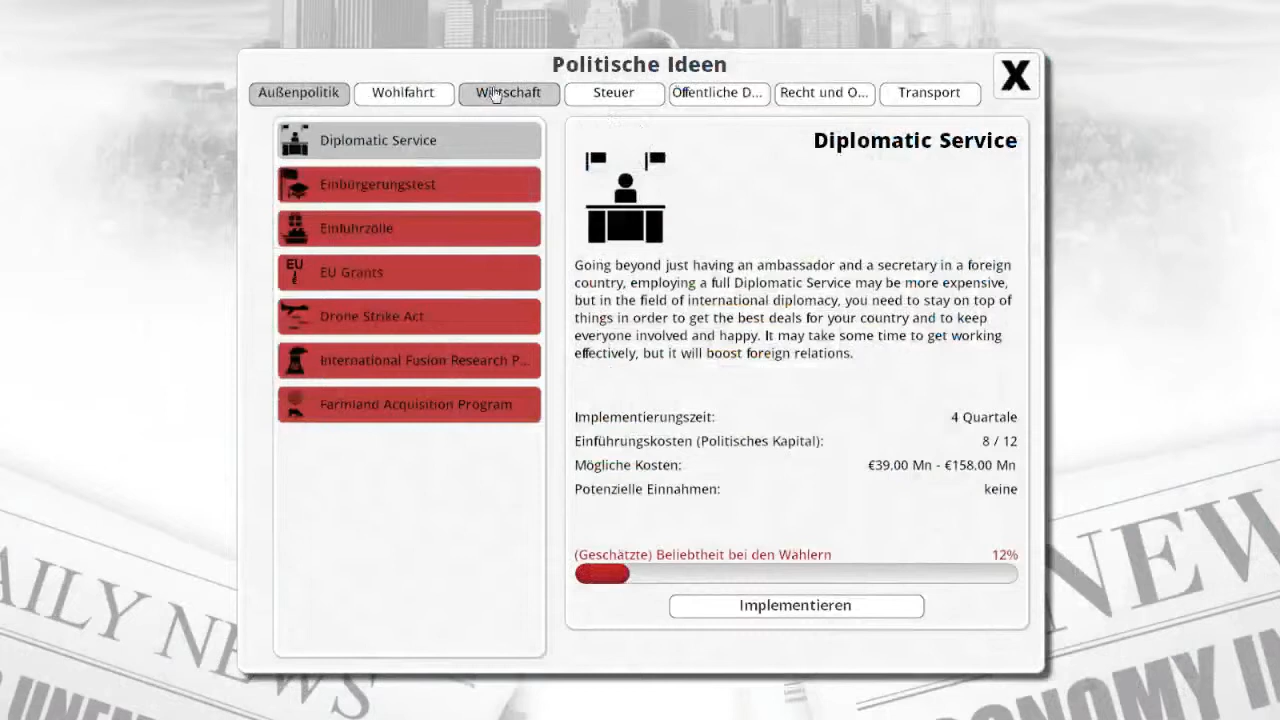 Politische Ideen
X
Außenpolitik
Wohlfahrt
Wirtschaft
Steuer
Öffentliche D...
Recht und O...
Transport
Diplomatic Service
Einbürgerungstest
Einfuhrzölle
EU Grants
Drone Strike Act
International Fusion Research P...
Farmland Acquisition Program
EU
Diplomatic Service
Going beyond just having an ambassador and a secretary in a foreign
country, employing a full Diplomatic Service may be more expensive,
but in the field of international diplomacy, you need to stay on top of
things in order to get the best deals for your country and to keep
everyone involved and happy. It may take some time to get working
effectively, but it will boost foreign relations.
Implementierungszeit: 4 Quartale
Einführungskosten (Politisches Kapital): 8 / 12
Mögliche Kosten: €39.00 Mn - €158.00 Mn
Potenzielle Einnahmen: keine
(Geschätzte) Beliebtheit bei den Wählern 12%
Implementieren
AILY NEWS
NEW
ONOMY IN